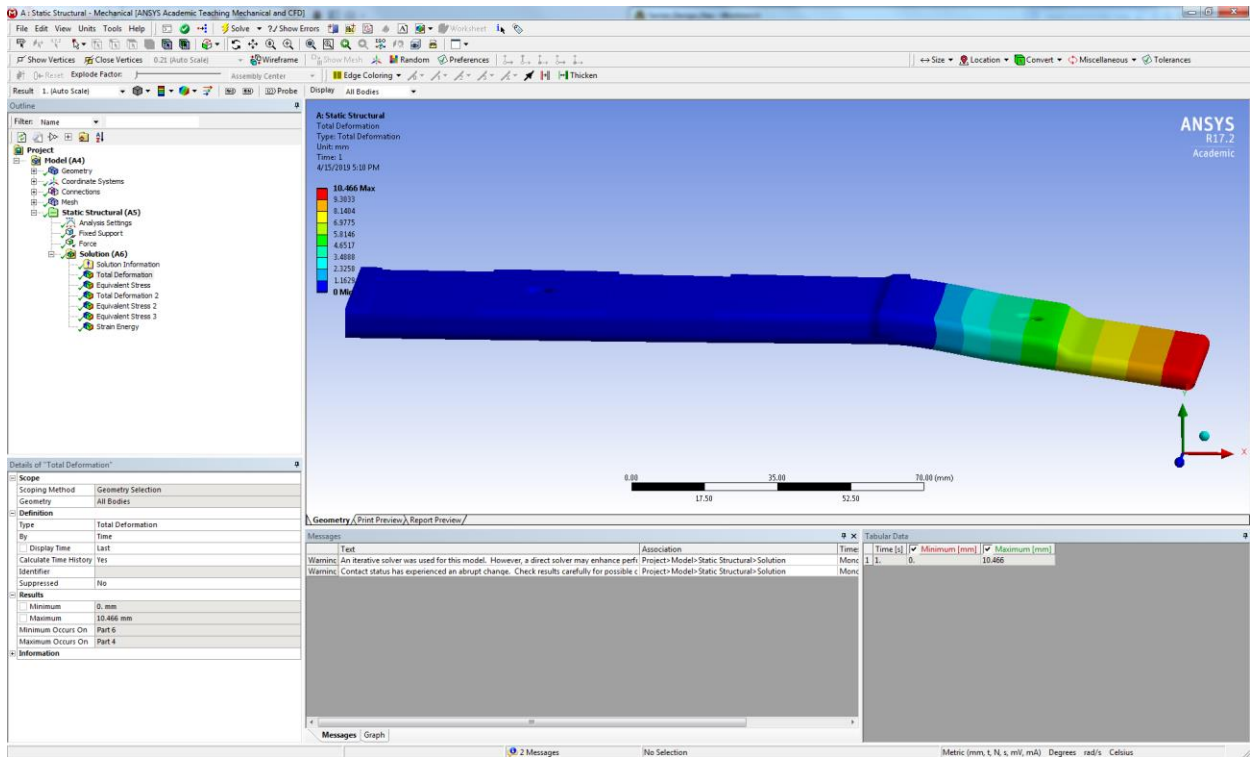 A : Static Structural - Mechanical [ANSYS Academic Teaching Mechanical and CFD]
File Edit View Units Tools Help Solve ?/ Show Errors Worksheet
Show Vertices Close Vertices 0.21 (Auto Scale) Wireframe Show Mesh Random Preferences Size Location Convert Miscellaneous Tolerances
Reset Explode Factor: Assembly Center Edge Coloring Thicken
Result 1. (Auto Scale) Probe Display All Bodies
Outline
Filter: Name
Project
Model (A4)
Geometry
Coordinate Systems
Connections
Mesh
Static Structural (A5)
Analysis Settings
Fixed Support
Force
Solution (A6)
Solution Information
Total Deformation
Equivalent Stress
Total Deformation 2
Equivalent Stress 2
Equivalent Stress 3
Strain Energy
A: Static Structural
Total Deformation
Type: Total Deformation
Unit: mm
Time: 1
4/15/2019 5:18 PM
10.466 Max
9.3033
8.1404
6.9775
5.8146
4.6517
3.4888
2.3258
1.1629
0 Min
ANSYS
R17.2
Academic
Y
X
0.00 35.00 70.00 (mm)
17.50 52.50
Geometry Print Preview Report Preview
Details of "Total Deformation"
Scope
Scoping Method Geometry Selection
Geometry All Bodies
Definition
Type Total Deformation
By Time
Display Time Last
Calculate Time History Yes
Identifier
Suppressed No
Results
Minimum 0. mm
Maximum 10.466 mm
Minimum Occurs On Part 6
Maximum Occurs On Part 4
Information
Messages
Text Association Time
Warning An iterative solver was used for this model. However, a direct solver may enhance perf Project>Model>Static Structural>Solution Mond
Warning Contact status has experienced an abrupt change. Check results carefully for possible c Project>Model>Static Structural>Solution Mond
Messages Graph
Tabular Data
Time [s] Minimum [mm] Maximum [mm]
1 1. 0. 10.466
2 Messages No Selection Metric (mm, t, N, s, mV, mA) Degrees rad/s Celsius